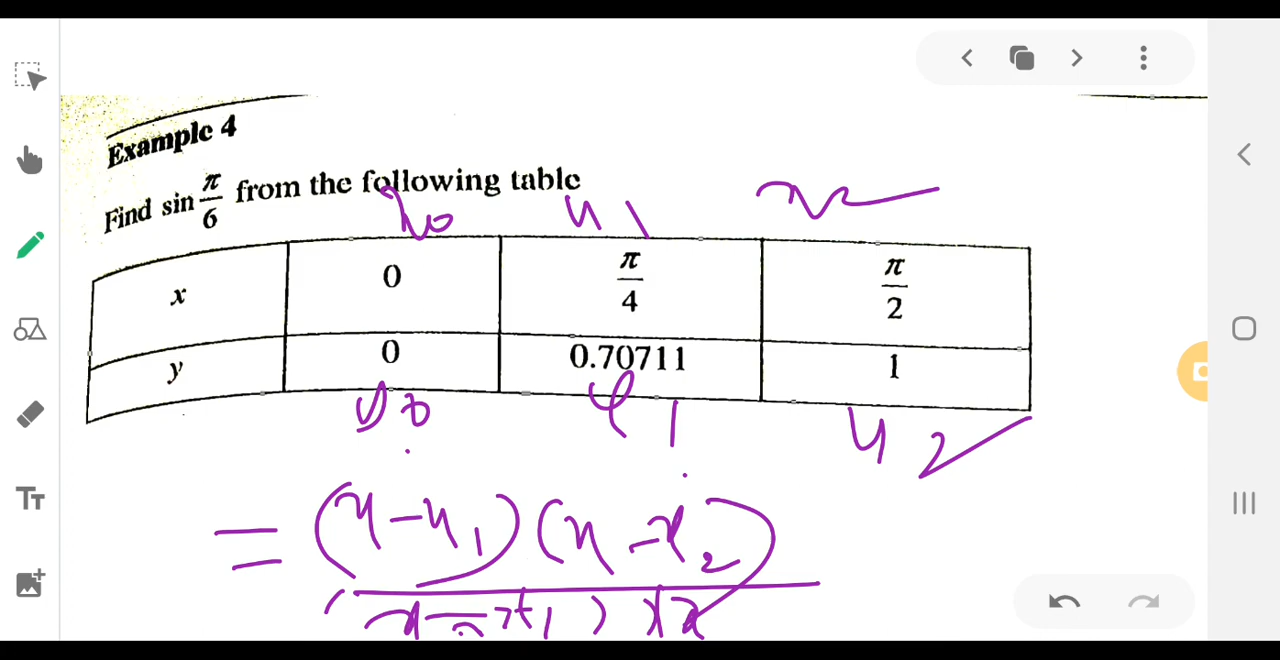 Example 4
Find sin π/6 from the following table
x₀ x₁ x₂
x 0 π/4 π/2
y 0 0.70711 1
y₀ y₁ y₂
= (x - x₁) (x - x₂)
Tт